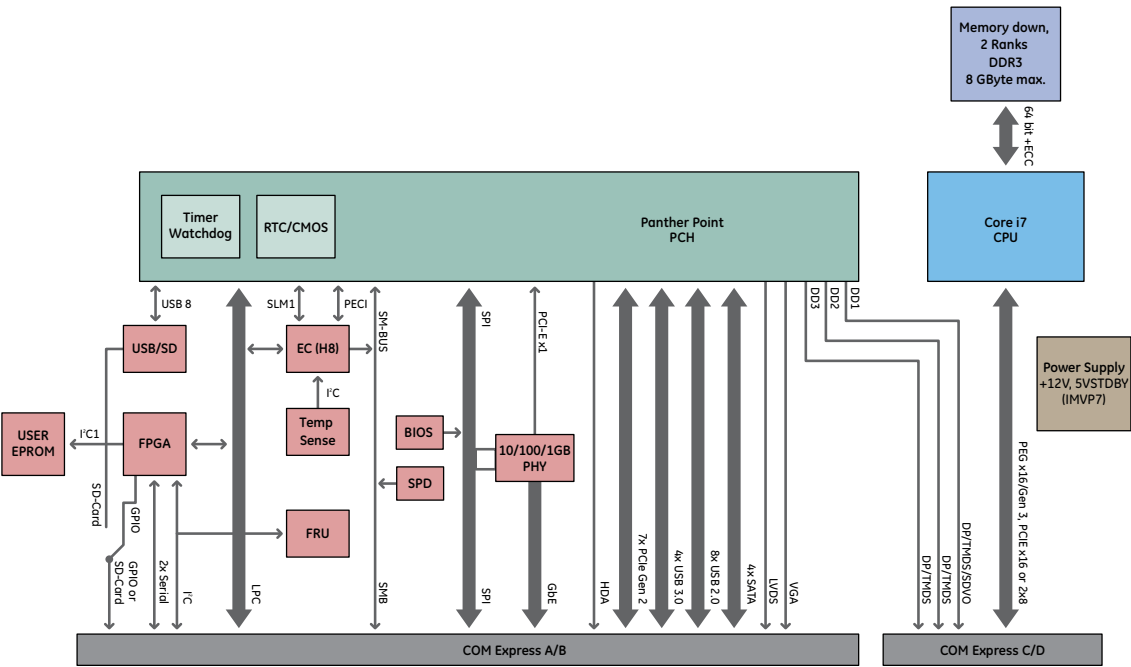 Memory down,
2 Ranks
DDR3
8 GByte max.
64 bit +ECC
Timer
Watchdog
RTC/CMOS
Panther Point
PCH
Core i7
CPU
USB 8
SLM1
PECI
SM-BUS
SPI
PCI-E x1
DD3
DD2
DD1
USB/SD
EC (H8)
I²C
Temp
Sense
Power Supply
+12V, 5VSTDBY
(IMVP7)
USER
EPROM
I²C1
FPGA
BIOS
10/100/1GB
PHY
SPD
SD-Card
GPIO
FRU
GPIO or
SD-Card
2x Serial
I²C
LPC
SMB
SPI
GbE
HDA
7x PCIe Gen 2
4x USB 3.0
8x USB 2.0
4x SATA
LVDS
VGA
DP/TMDS
DP/TMDS
DP/TMDS/SDVO
PEG x16/Gen 3, PCIE x16 or 2x8
COM Express A/B
COM Express C/D